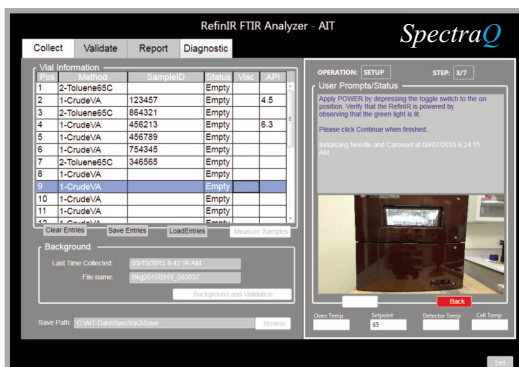 RefinIR FTIR Analyzer - AIT
SpectraQ
Collect Validate Report Diagnostic
Vial Information
Pos Method SampleID Status Visc API
1 2-Toluene65C Empty
2 1-CrudeVA 123457 Empty 4.5
3 2-Toluene65C 864321 Empty
4 1-CrudeVA 456213 Empty 6.3
5 1-CrudeVA 456789 Empty
6 1-CrudeVA 754345 Empty
7 2-Toluene65C 346565 Empty
8 1-CrudeVA Empty
9 1-CrudeVA Empty
10 1-CrudeVA Empty
11 1-CrudeVA Empty
Clear Entries Save Entries LoadEntries Measure Samples
Background
Last Time Collected: 03/19/2015 8:42:56 AM
File name: Bkg20150319_003037
Background and Validation
Save Path: C:\AIT Data\SpectraQ\Save Browse
OPERATION: SETUP STEP: 3/7
User Prompts/Status
Apply POWER by depressing the toggle switch to the on
position. Verify that the RefinIR is powered by
observing that the green light is lit.
Please click Continue when finished.
Initializing Needle and Carousel at 08/07/2015 6:24:15
AM
Back
Oven Temp Setpoint Detector Temp Cell Temp
65
Exit